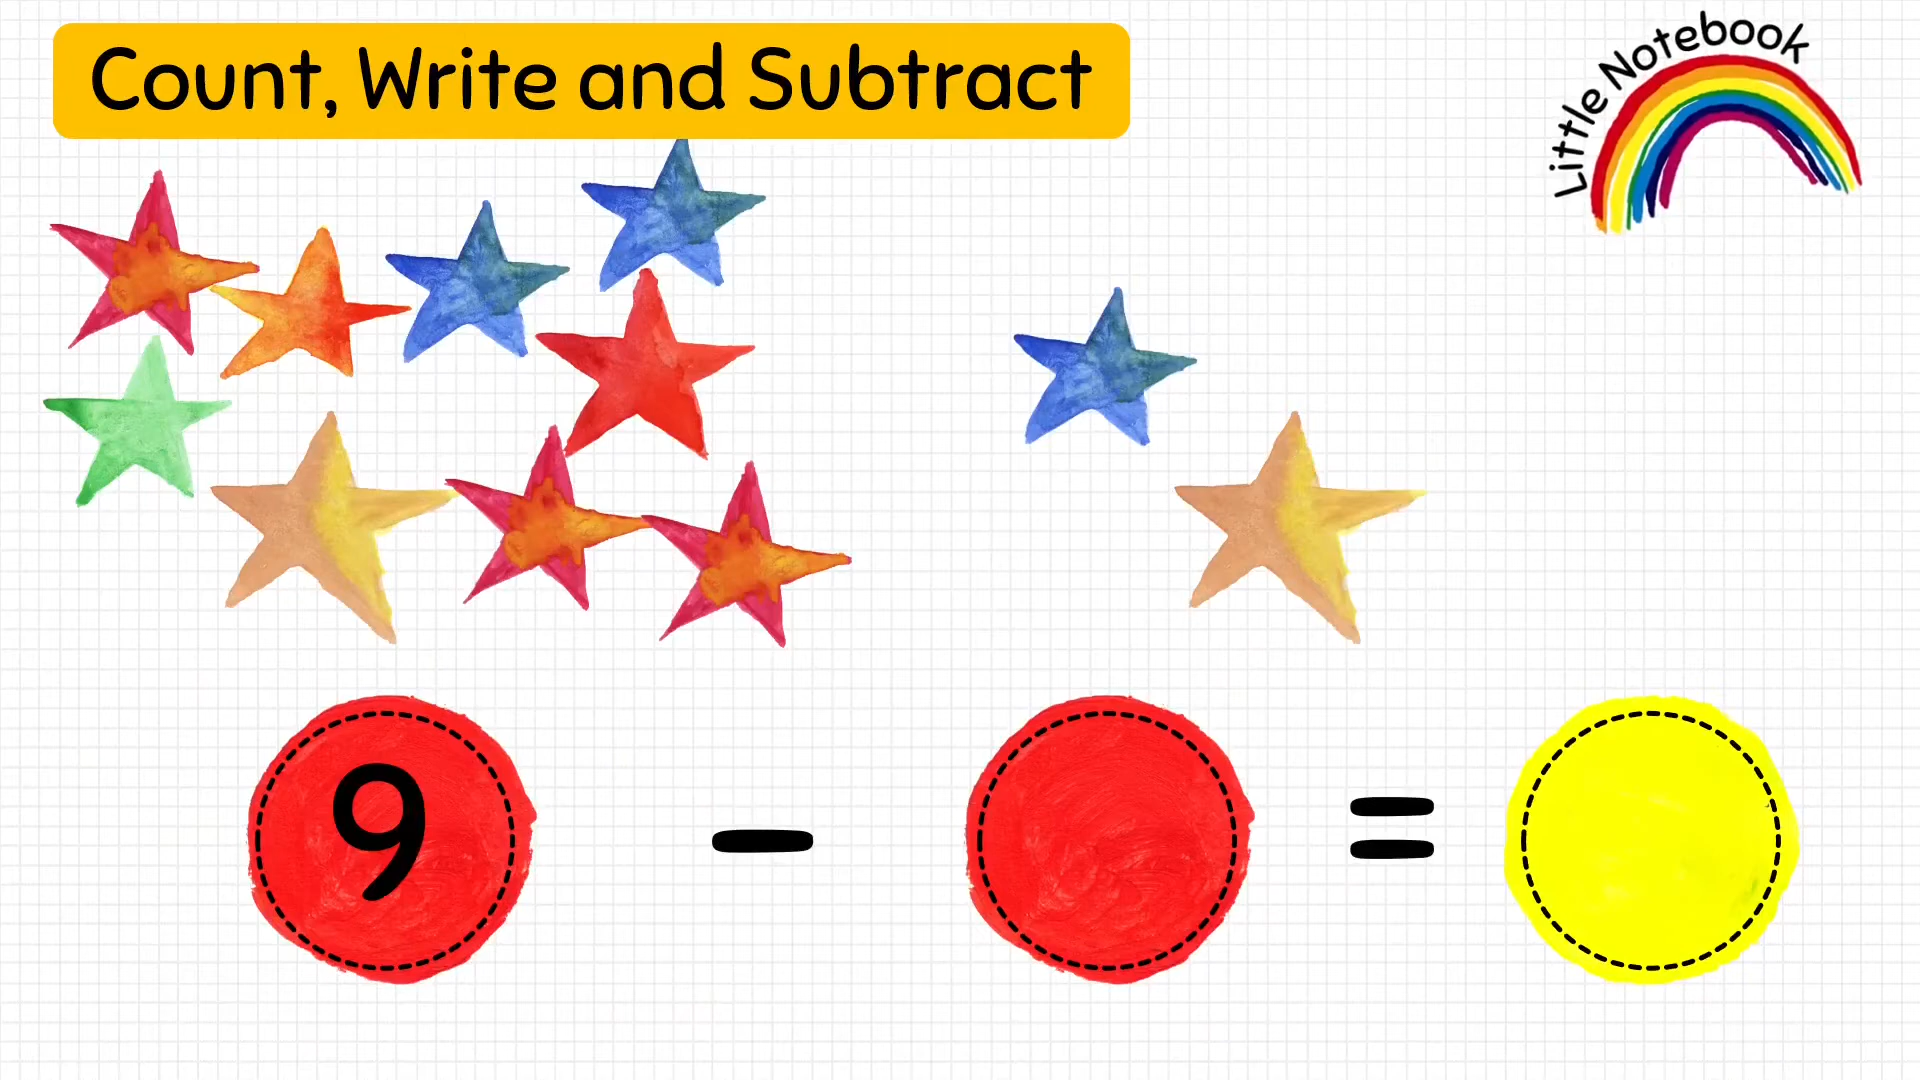 Count, Write and Subtract
Little Notebook
9 - =